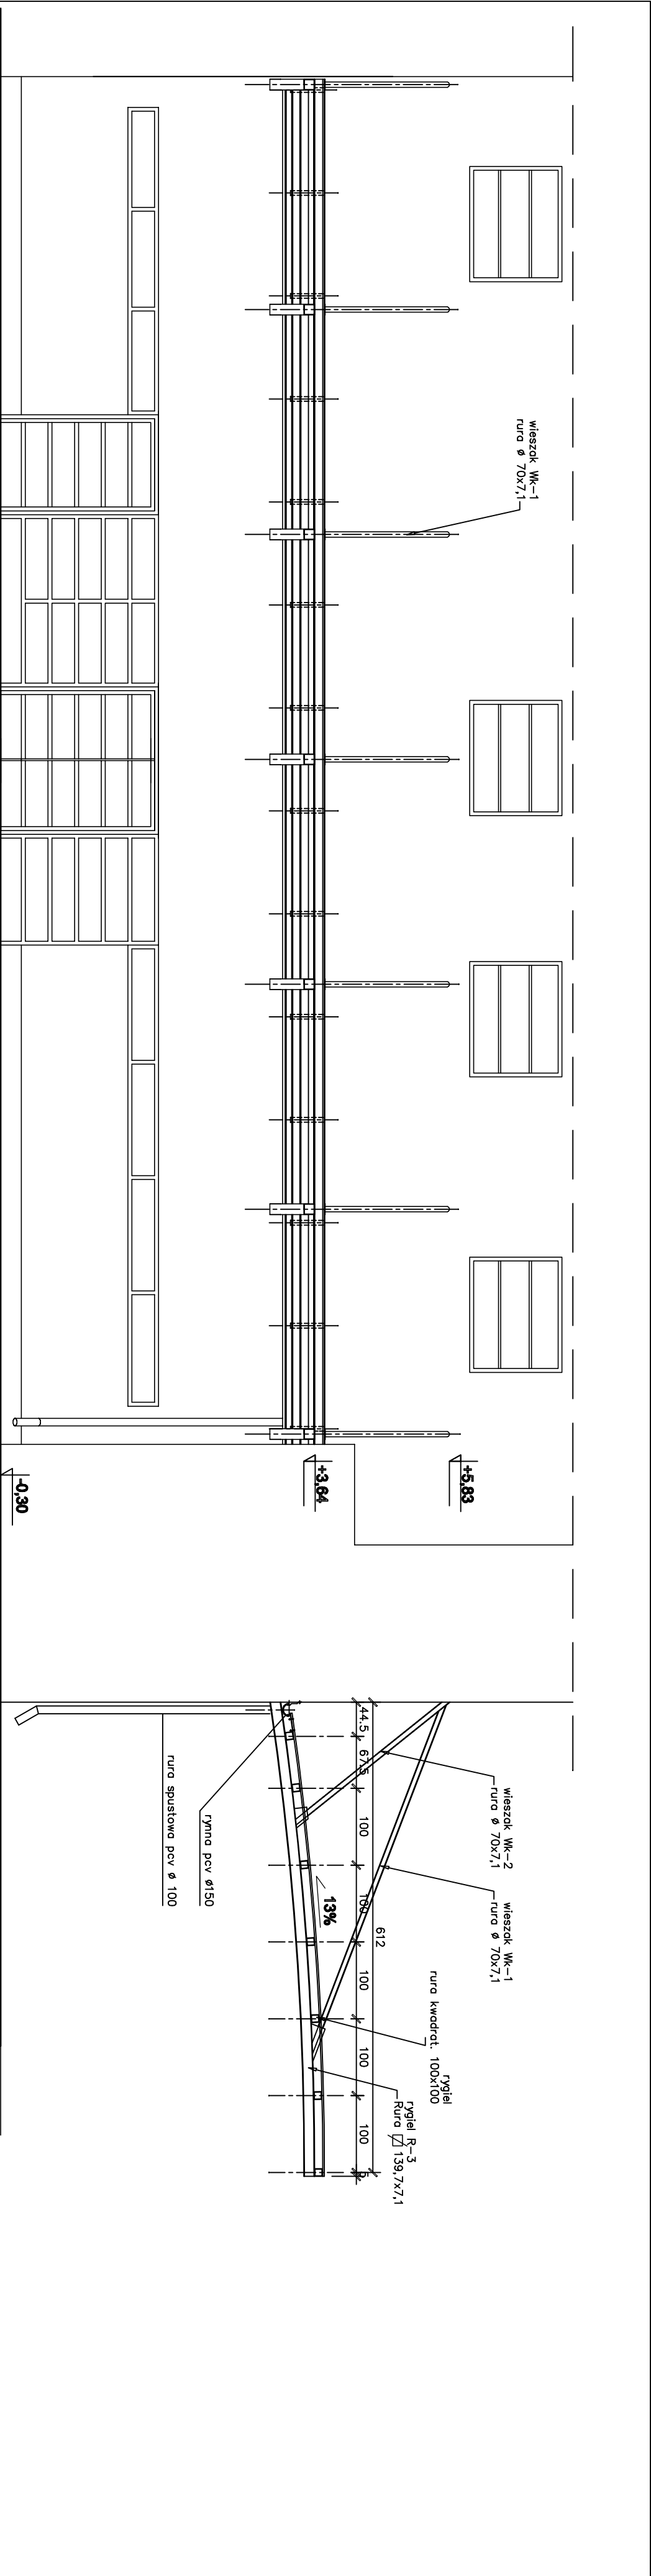 wieszak Wk-1
rura ø 70x7,1
+5,83
+3,64
-0,30
wieszak Wk-2
rura ø 70x7,1
wieszak Wk-1
rura ø 70x7,1
rygiel
rura kwadrat. 100x100
rygiel R-3
Rura 139,7x7,1
612
44.5
67.5
100
100
100
100
100
13%
rynna pcv ø150
rura spustowa pcv ø 100